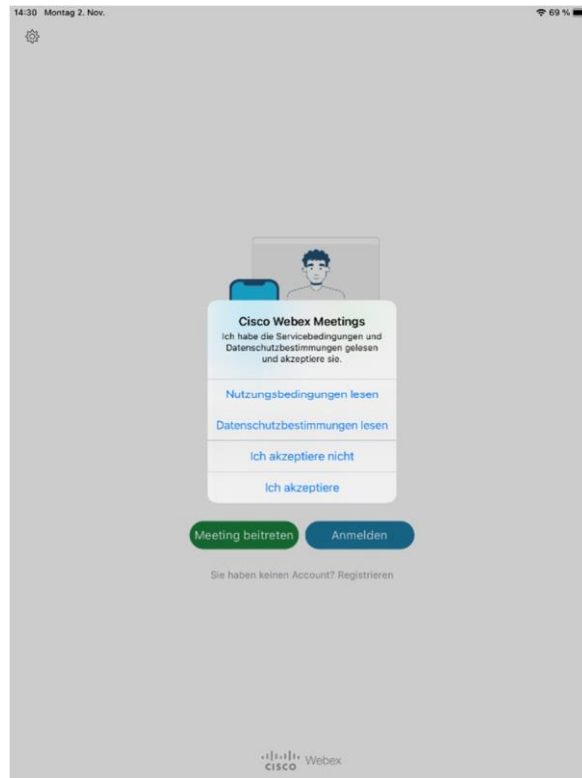 14:30 Montag 2. Nov.
69 %
Cisco Webex Meetings
Ich habe die Servicebedingungen und
Datenschutzbestimmungen gelesen
und akzeptiere sie.
Nutzungsbedingungen lesen
Datenschutzbestimmungen lesen
Ich akzeptiere nicht
Ich akzeptiere
Meeting beitreten
Anmelden
Sie haben keinen Account? Registrieren
CISCO Webex